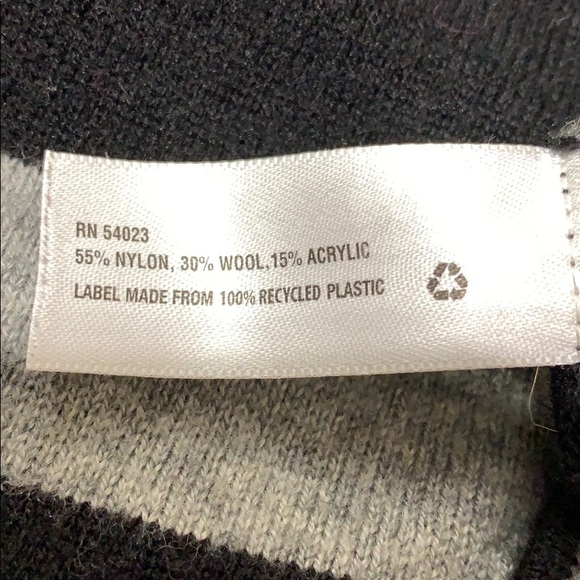 RN 54023
55% NYLON, 30% WOOL,15% ACRYLIC
LABEL MADE FROM 100% RECYCLED PLASTIC